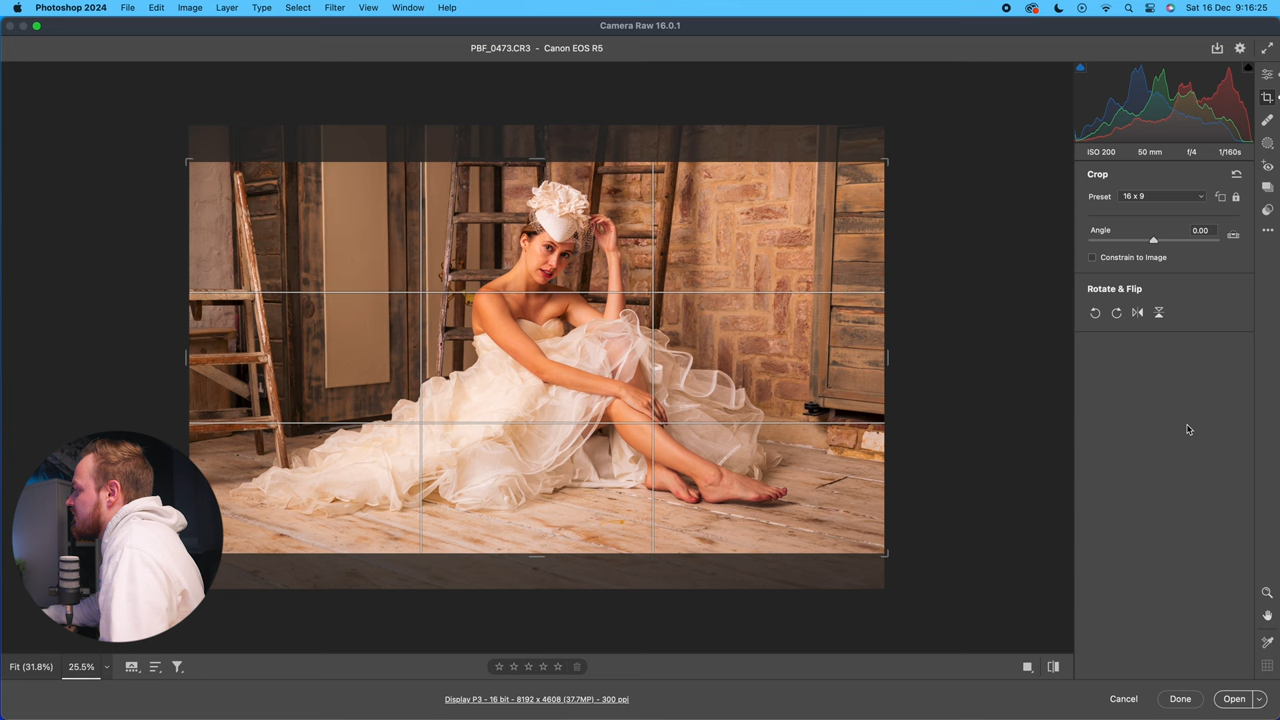 Photoshop 2024 File Edit Image Layer Type Select Filter View Window Help Sat 16 Dec 9:16:25
Camera Raw 16.0.1
PBF_0473.CR3 - Canon EOS R5
ISO 200 50 mm f/4 1/160s
Crop
Preset 16 x 9
Angle 0.00
Constrain to Image
Rotate & Flip
Fit (31.8%) 25.5%
Display P3 - 16 bit - 8192 x 4608 (37.7MP) - 300 ppi
Cancel Done Open